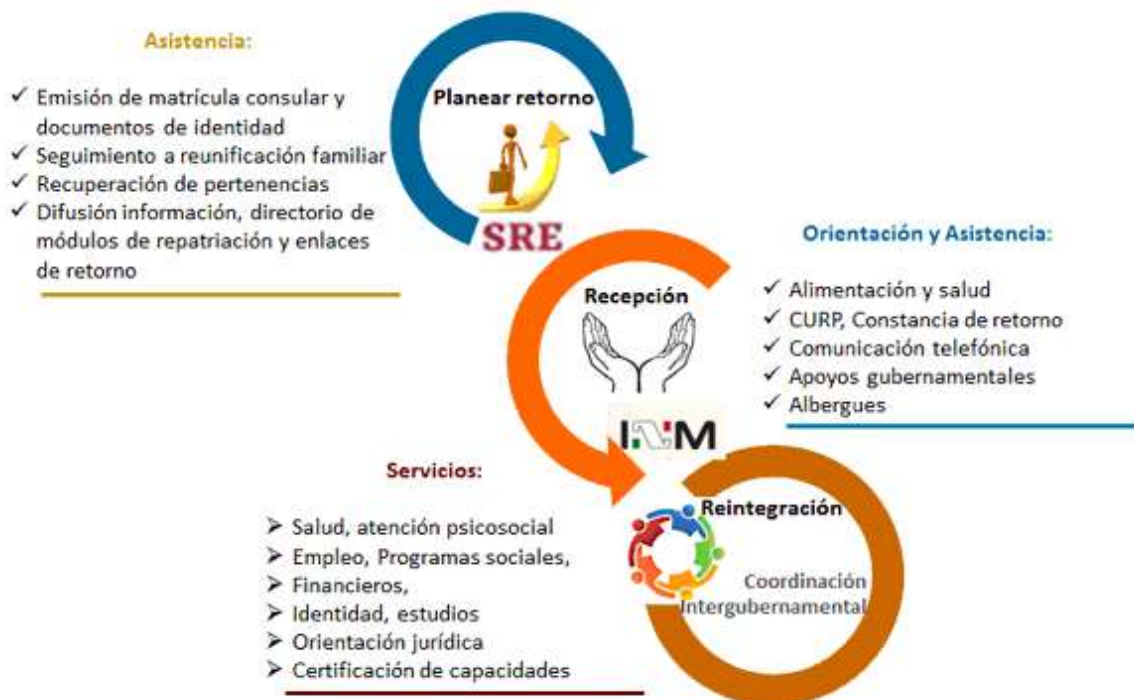 Asistencia:
✓ Emisión de matrícula consular y
documentos de identidad
✓ Seguimiento a reunificación familiar
✓ Recuperación de pertenencias
✓ Difusión información, directorio de
módulos de repatriación y enlaces
de retorno
Planear retorno
SRE
Recepción
INM
Orientación y Asistencia:
✓ Alimentación y salud
✓ CURP, Constancia de retorno
✓ Comunicación telefónica
✓ Apoyos gubernamentales
✓ Albergues
Servicios:
➢ Salud, atención psicosocial
➢ Empleo, Programas sociales,
➢ Financieros,
➢ Identidad, estudios
➢ Orientación jurídica
➢ Certificación de capacidades
Reintegración
Coordinación
Intergubernamental